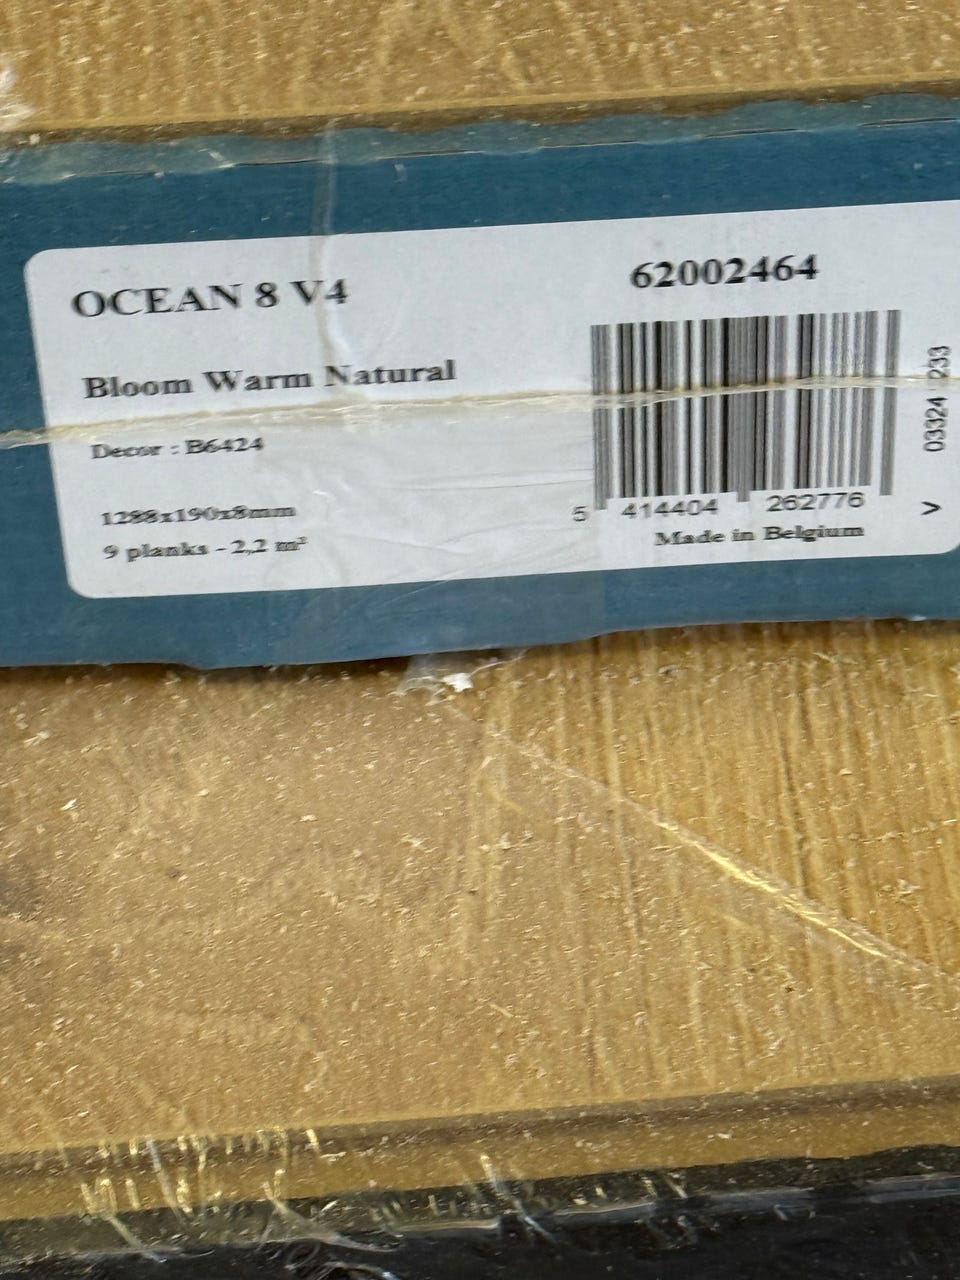 OCEAN 8 V4
62002464
Bloom Warm Natural
Decor : B6424
1288x190x8mm
9 planks - 2,2 m²
5 414404 262776
Made in Belgium
03324 233
>